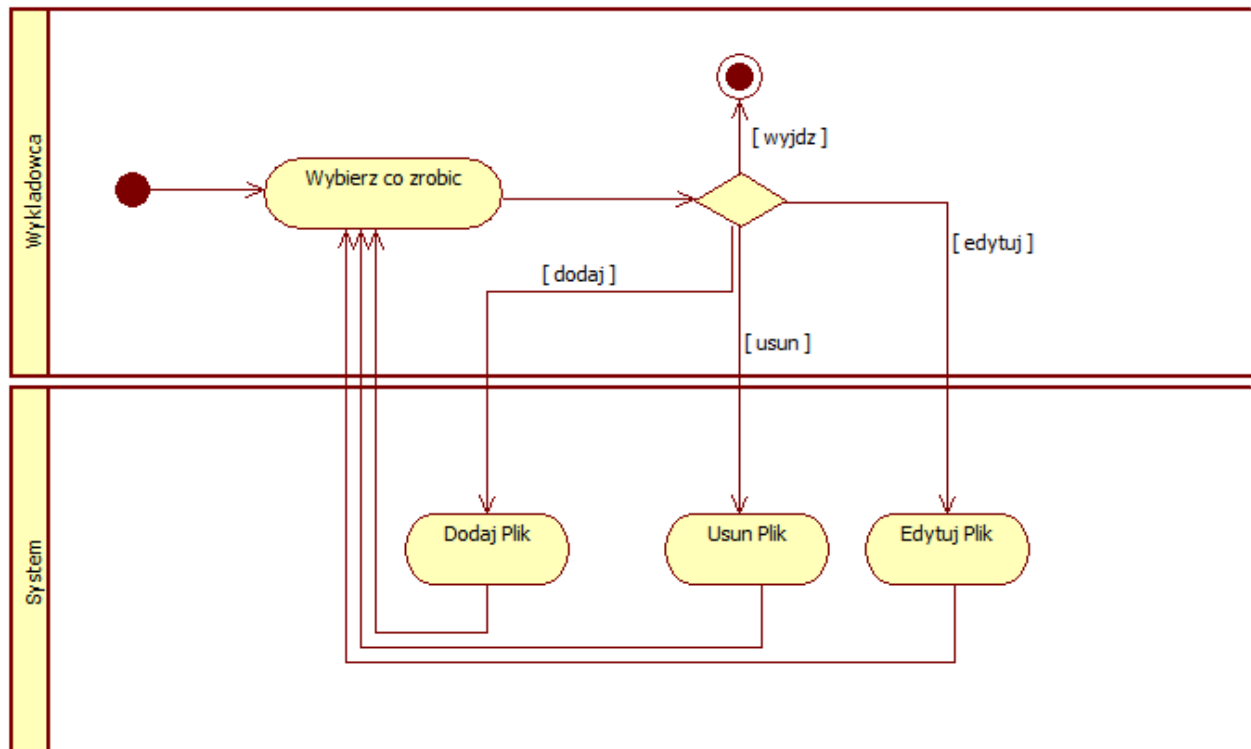 Wykladowca
Wybierz co zrobic
[ wyjdz ]
[ edytuj ]
[ dodaj ]
[ usun ]
System
Dodaj Plik
Usun Plik
Edytuj Plik